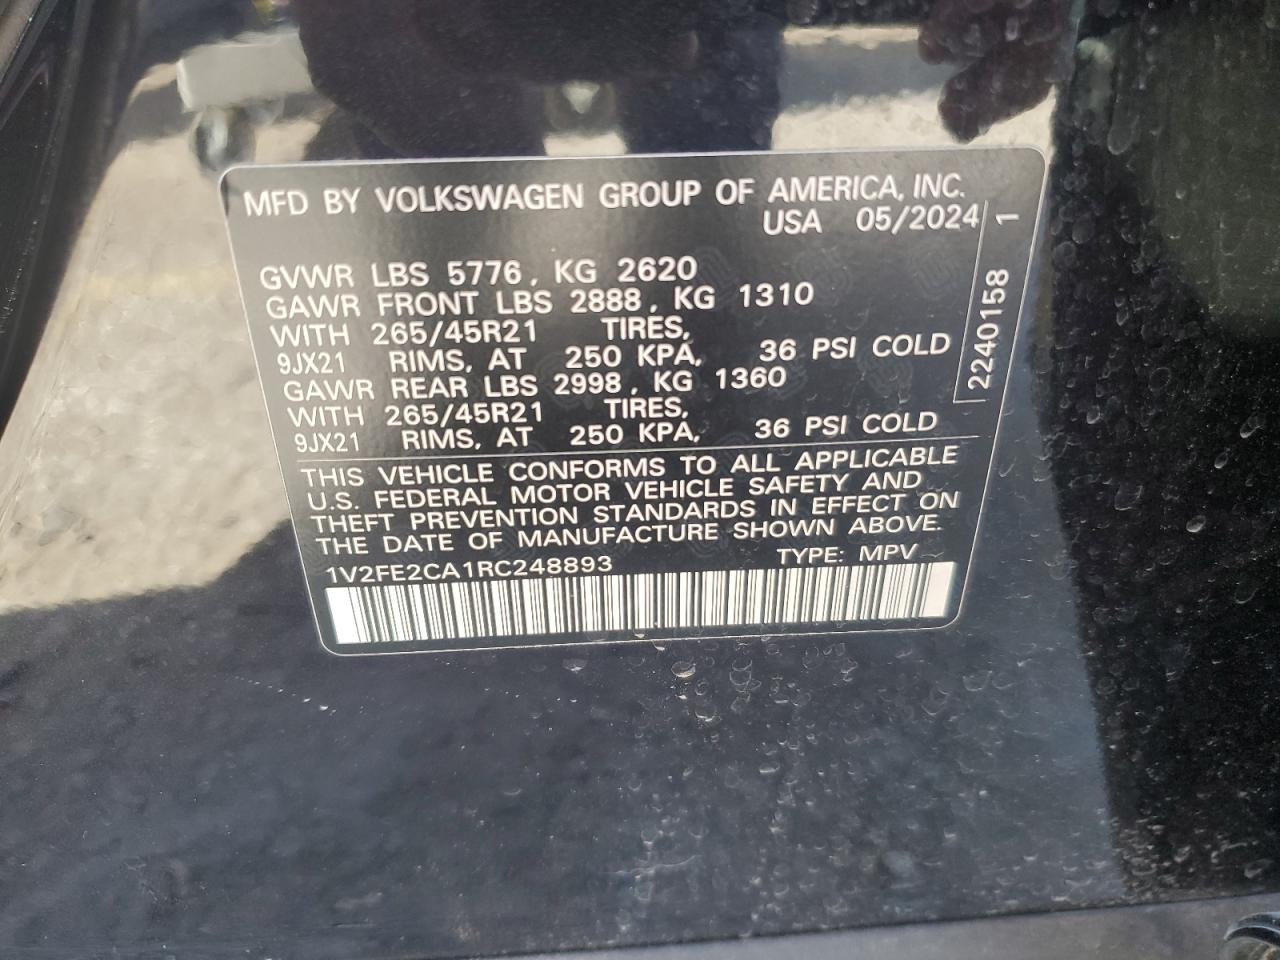 MFD BY VOLKSWAGEN GROUP OF AMERICA, INC.
USA 05/2024
GVWR LBS 5776, KG 2620
GAWR FRONT LBS 2888, KG 1310
WITH 265/45R21 TIRES,
9JX21 RIMS, AT 250 KPA, 36 PSI COLD
GAWR REAR LBS 2998, KG 1360
WITH 265/45R21 TIRES,
9JX21 RIMS, AT 250 KPA, 36 PSI COLD
THIS VEHICLE CONFORMS TO ALL APPLICABLE
U.S. FEDERAL MOTOR VEHICLE SAFETY AND
THEFT PREVENTION STANDARDS IN EFFECT ON
THE DATE OF MANUFACTURE SHOWN ABOVE.
1V2FE2CA1RC248893 TYPE: MPV
2240158 1